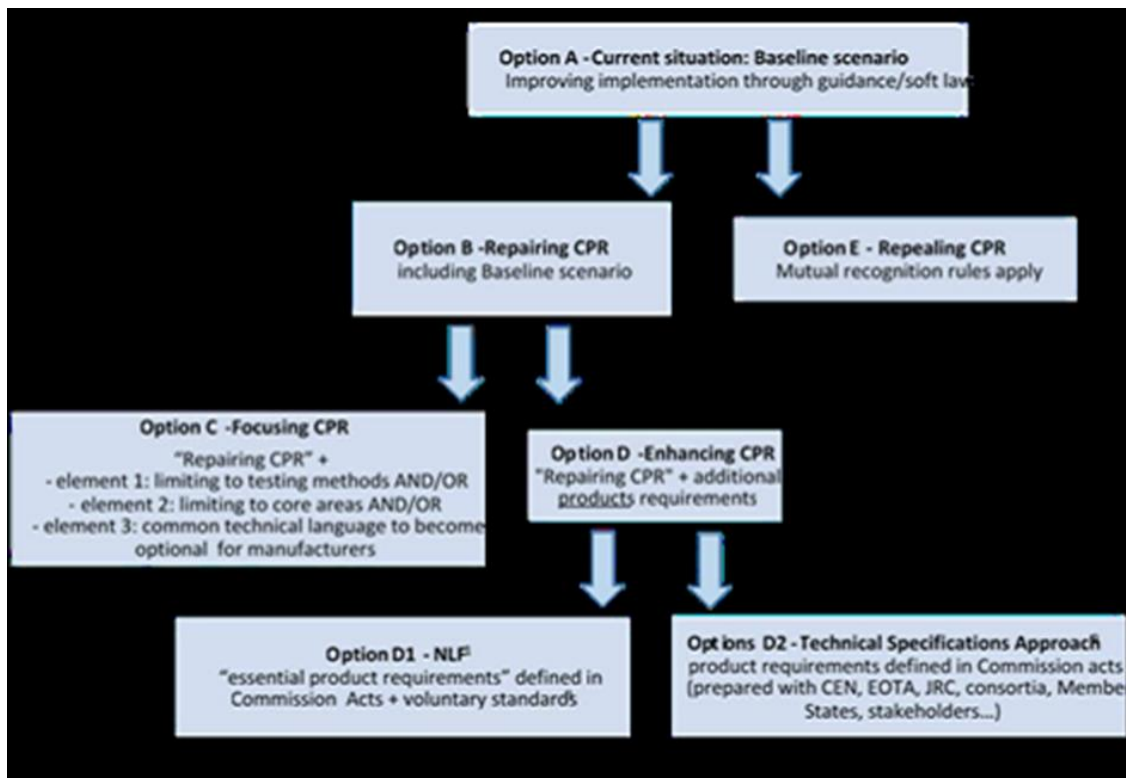 Option A - Current situation: Baseline scenario
Improving implementation through guidance/soft law
Option B - Repairing CPR
including Baseline scenario
Option E - Repealing CPR
Mutual recognition rules apply
Option C - Focusing CPR
"Repairing CPR" +
- element 1: limiting to testing methods AND/OR
- element 2: limiting to core areas AND/OR
- element 3: common technical language to become
optional for manufacturers
Option D - Enhancing CPR
"Repairing CPR" + additional
products requirements
Option D1 - NLF
"essential product requirements" defined in
Commission Acts + voluntary standards
Options D2 - Technical Specifications Approach
product requirements defined in Commission acts
(prepared with CEN, EOTA, JRC, consortia, Membe
States, stakeholders...)